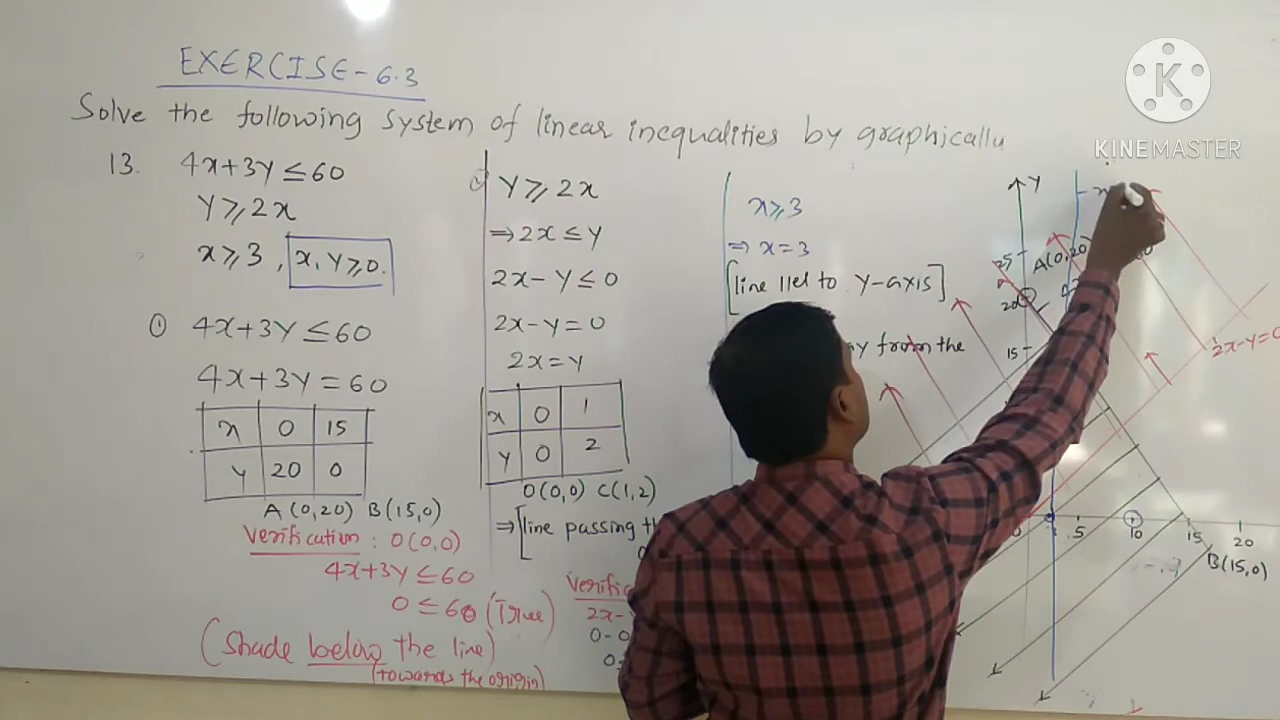 EXERCISE-6.3
Solve the following system of linear inequalities by graphically
13. 4x+3y≤60
y≥2x
x≥3, x,y≥0.
① 4x+3y≤60
4x+3y=60
x 0 15
y 20 0
A(0,20) B(15,0)
Verification: O(0,0)
4x+3y≤60
0≤60 (True)
(Shade below the line)
(towards the origin)
y≥2x
⇒2x≤y
2x-y≤0
2x-y=0
2x=y
x 0 1
y 0 2
O(0,0) C(1,2)
⇒[line passing
2x-
0-0
x≥3
⇒ x=3
[line llel to y-axis]
from the
Y
25
A(0,20)
20
15
2x-y=0
5
10
15
20
B(15,0)
K
KINEMASTER